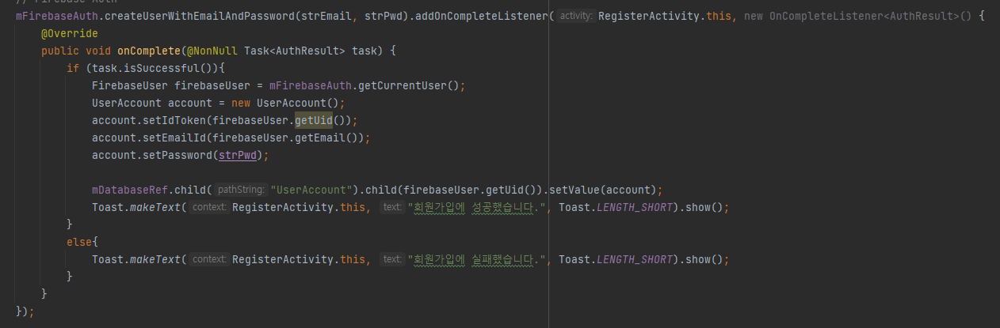 // Firebase Auth
mFirebaseAuth.createUserWithEmailAndPassword(strEmail, strPwd).addOnCompleteListener( activity: RegisterActivity.this, new OnCompleteListener<AuthResult>() {
@Override
public void onComplete(@NonNull Task<AuthResult> task) {
if (task.isSuccessful()){
FirebaseUser firebaseUser = mFirebaseAuth.getCurrentUser();
UserAccount account = new UserAccount();
account.setIdToken(firebaseUser.getUid());
account.setEmailId(firebaseUser.getEmail());
account.setPassword(strPwd);
mDatabaseRef.child( pathString: "UserAccount").child(firebaseUser.getUid()).setValue(account);
Toast.makeText( context: RegisterActivity.this, text: "회원가입에 성공했습니다.", Toast.LENGTH_SHORT).show();
}
else{
Toast.makeText( context: RegisterActivity.this, text: "회원가입에 실패했습니다.", Toast.LENGTH_SHORT).show();
}
}
});